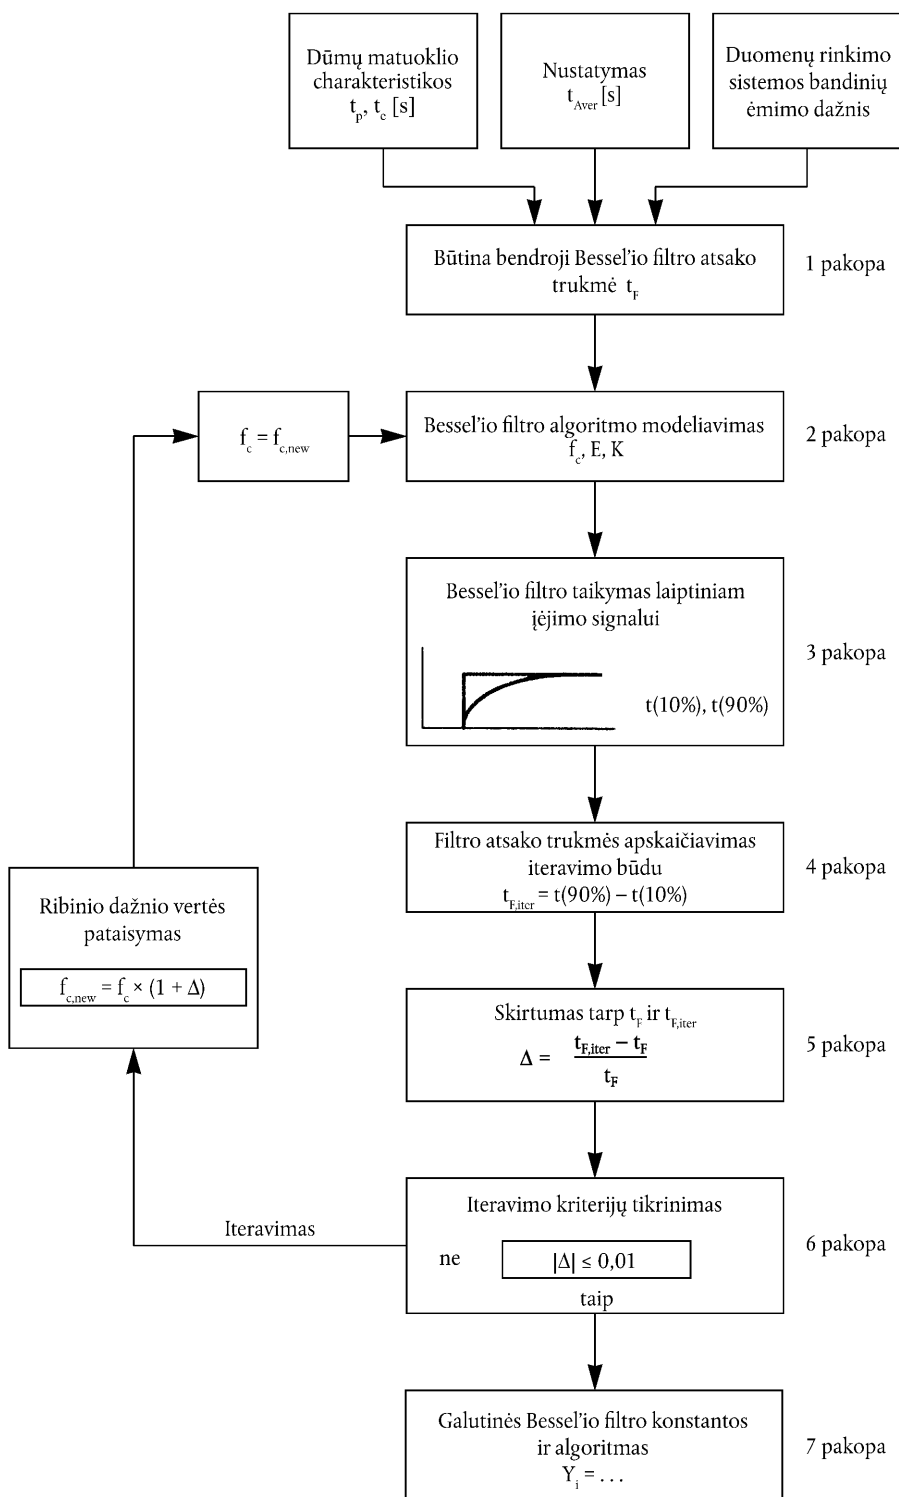 Dūmų matuoklio
charakteristikos
t_p, t_c [s]
Nustatymas
t_Aver [s]
Duomenų rinkimo
sistemos bandinių
ėmimo dažnis
Būtina bendroji Bessel'io filtro atsako
trukmė t_F
1 pakopa
f_c = f_c,new
Bessel'io filtro algoritmo modeliavimas
f_c, E, K
2 pakopa
Bessel'io filtro taikymas laiptiniam
įėjimo signalui
t(10%), t(90%)
3 pakopa
Filtro atsako trukmės apskaičiavimas
iteravimo būdu
t_F,iter = t(90%) – t(10%)
4 pakopa
Ribinio dažnio vertės
pataisymas
f_c,new = f_c × (1 + Δ)
Skirtumas tarp t_F ir t_F,iter
Δ = (t_F,iter – t_F) / t_F
5 pakopa
Iteravimo kriterijų tikrinimas
Iteravimas
ne
|Δ| ≤ 0,01
taip
6 pakopa
Galutinės Bessel'io filtro konstantos
ir algoritmas
Y_i = . . .
7 pakopa